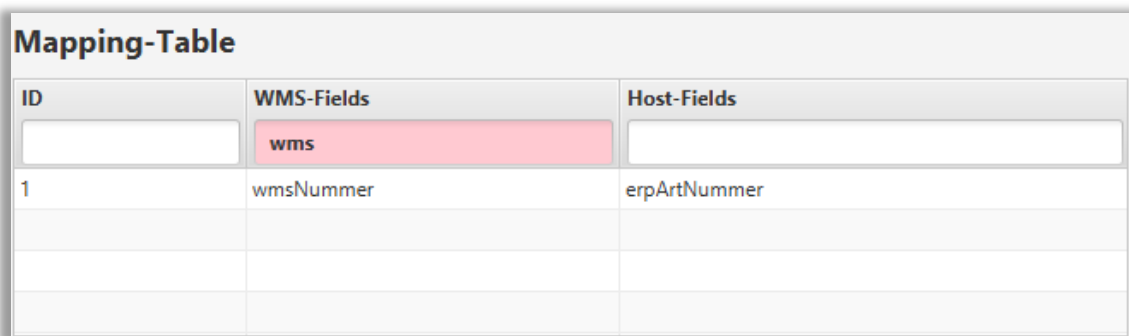 Mapping-Table
ID WMS-Fields Host-Fields
wms
1 wmsNummer erpArtNummer